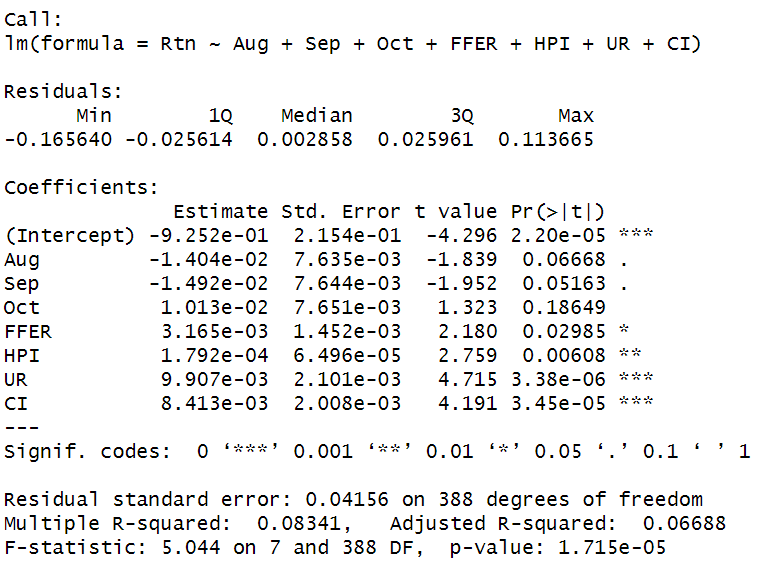 Call:
lm(formula = Rtn ~ Aug + Sep + Oct + FFER + HPI + UR + CI)

Residuals:
      Min        1Q    Median        3Q       Max
-0.165640 -0.025614  0.002858  0.025961  0.113665

Coefficients:
              Estimate Std. Error t value Pr(>|t|)
(Intercept) -9.252e-01  2.154e-01  -4.296 2.20e-05 ***
Aug         -1.404e-02  7.635e-03  -1.839  0.06668 .
Sep         -1.492e-02  7.644e-03  -1.952  0.05163 .
Oct          1.013e-02  7.651e-03   1.323  0.18649
FFER         3.165e-03  1.452e-03   2.180  0.02985 *
HPI          1.792e-04  6.496e-05   2.759  0.00608 **
UR           9.907e-03  2.101e-03   4.715 3.38e-06 ***
CI           8.413e-03  2.008e-03   4.191 3.45e-05 ***
---
Signif. codes:  0 ‘***’ 0.001 ‘**’ 0.01 ‘*’ 0.05 ‘.’ 0.1 ‘ ’ 1

Residual standard error: 0.04156 on 388 degrees of freedom
Multiple R-squared:  0.08341,   Adjusted R-squared:  0.06688
F-statistic: 5.044 on 7 and 388 DF,  p-value: 1.715e-05